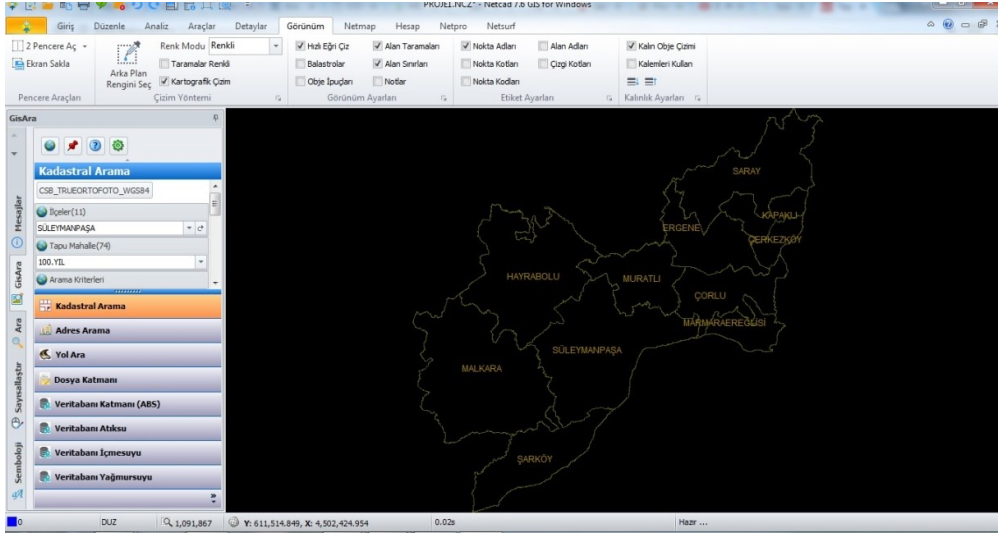 PROJE1.NCZ* - Netcad 7.6 GIS for Windows
Giriş Düzenle Analiz Araçlar Detaylar Görünüm Netmap Hesap Netpro Netsurf
2 Pencere Aç
Ekran Sakla
Pencere Araçları
Arka Plan
Rengini Seç
Renk Modu Renkli
Taramalar Renkli
Kartografik Çizim
Çizim Yöntemi
Hızlı Eğri Çiz Alan Taramaları
Balastrolar Alan Sınırları
Obje İpuçları Notlar
Görünüm Ayarları
Nokta Adları Alan Adları
Nokta Kotları Çizgi Kotları
Nokta Kodları
Etiket Ayarları
Kalın Obje Çizimi
Kalemleri Kullan
Kalınlık Ayarları
GisAra
Mesajlar
GisAra
Ara
Sayısallaştır
Semboloji
Kadastral Arama
CSB_TRUEORTOFOTO_WGS84
İlçeler(11)
SÜLEYMANPAŞA
Tapu Mahalle(74)
100.YIL
Arama Kriterleri
Kadastral Arama
Adres Arama
Yol Ara
Dosya Katmanı
Veritabanı Katmanı (ABS)
Veritabanı Atıksu
Veritabanı İçmesuyu
Veritabanı Yağmursuyu
SARAY
KAPAKLI
ERGENE
ÇERKEZKÖY
HAYRABOLU
MURATLI
ÇORLU
MARMARAEREĞLİSİ
SÜLEYMANPAŞA
MALKARA
ŞARKÖY
0 DUZ 1,091,867 Y: 611,514.849, X: 4,502,424.954 0.02s Hazır ...